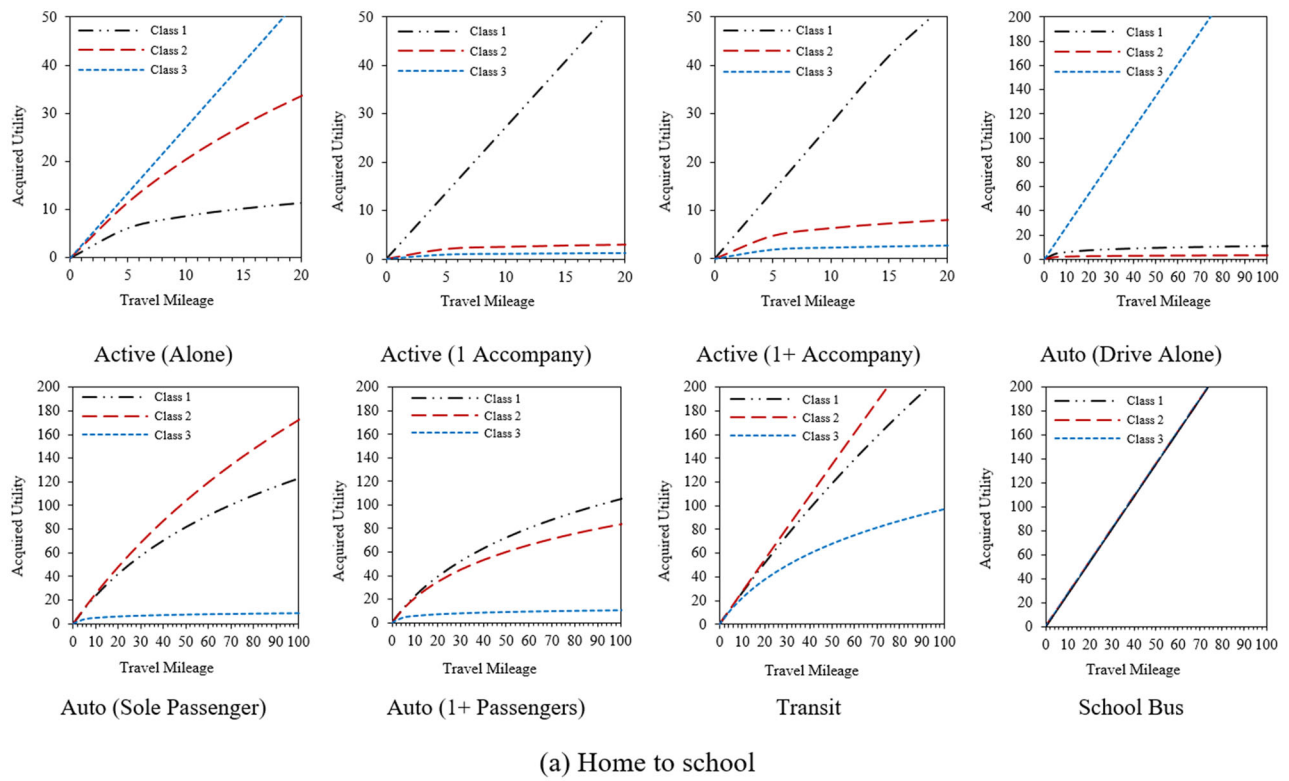 50
40
30
20
10
0
0 5 10 15 20
Class 1
Class 2
Class 3
Acquired Utility
Travel Mileage
Active (Alone)
50
40
30
20
10
0
0 5 10 15 20
Class 1
Class 2
Class 3
Acquired Utility
Travel Mileage
Active (1 Accompany)
50
40
30
20
10
0
0 5 10 15 20
Class 1
Class 2
Class 3
Acquired Utility
Travel Mileage
Active (1+ Accompany)
200
180
160
140
120
100
80
60
40
20
0
0 10 20 30 40 50 60 70 80 90 100
Class 1
Class 2
Class 3
Acquired Utility
Travel Mileage
Auto (Drive Alone)
200
180
160
140
120
100
80
60
40
20
0
0 10 20 30 40 50 60 70 80 90 100
Class 1
Class 2
Class 3
Acquired Utility
Travel Mileage
Auto (Sole Passenger)
200
180
160
140
120
100
80
60
40
20
0
0 10 20 30 40 50 60 70 80 90 100
Class 1
Class 2
Class 3
Acquired Utility
Travel Mileage
Auto (1+ Passengers)
200
180
160
140
120
100
80
60
40
20
0
0 10 20 30 40 50 60 70 80 90 100
Class 1
Class 2
Class 3
Acquired Utility
Travel Mileage
Transit
200
180
160
140
120
100
80
60
40
20
0
0 10 20 30 40 50 60 70 80 90 100
Class 1
Class 2
Class 3
Acquired Utility
Travel Mileage
School Bus
(a) Home to school